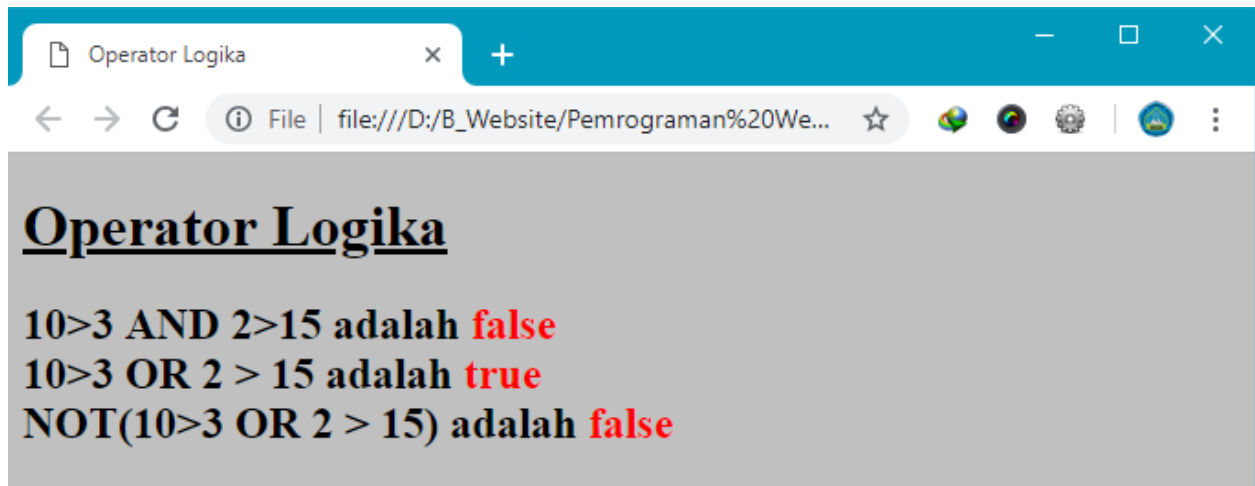 Operator Logika
File | file:///D:/B_Website/Pemrograman%20We...
Operator Logika
10>3 AND 2>15 adalah false
10>3 OR 2 > 15 adalah true
NOT(10>3 OR 2 > 15) adalah false